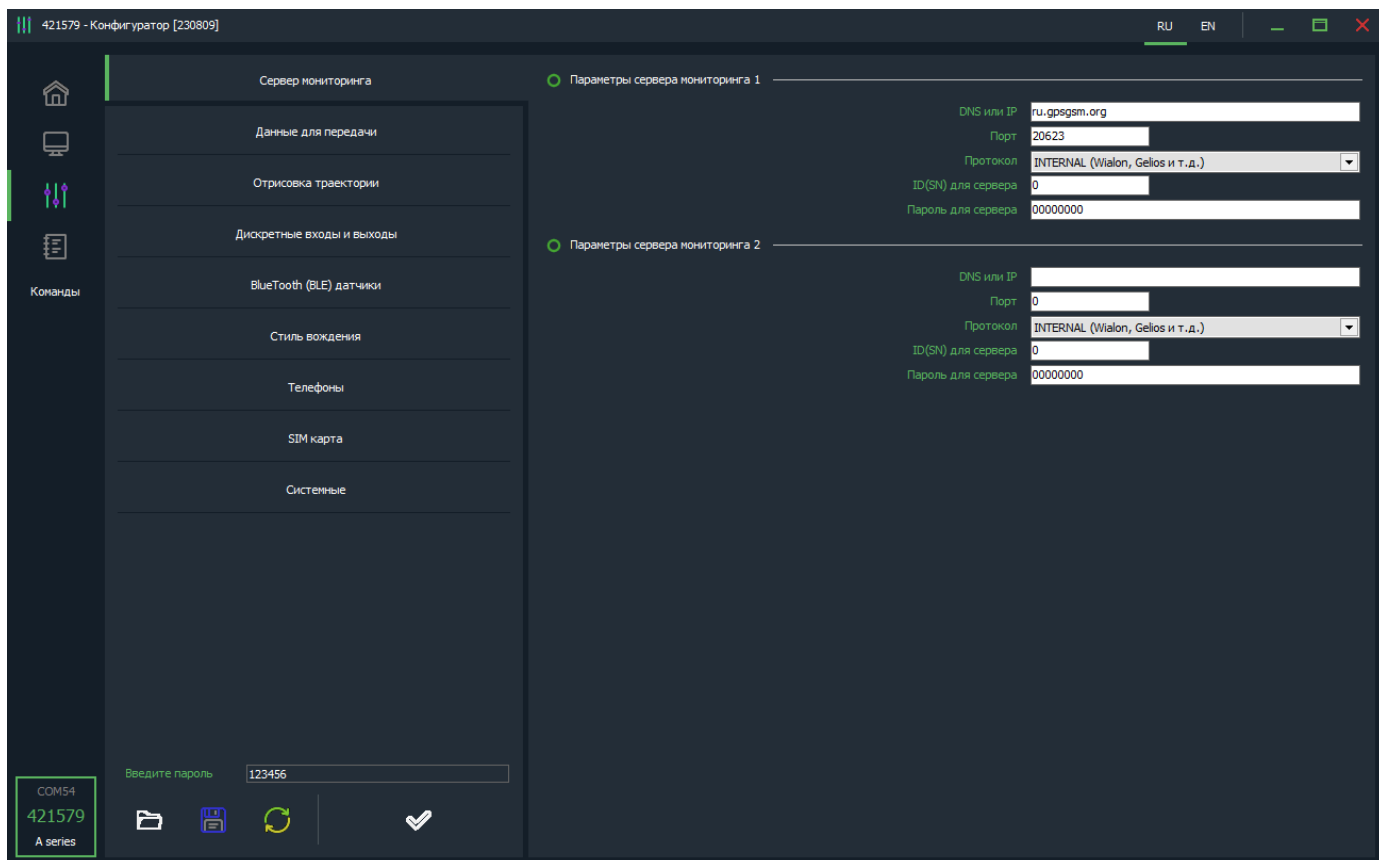 421579 - Конфигуратор [230809]
RU EN
Команды
COM54
421579
A series
Сервер мониторинга
Данные для передачи
Отрисовка траектории
Дискретные входы и выходы
BlueTooth (BLE) датчики
Стиль вождения
Телефоны
SIM карта
Системные
Введите пароль 123456
Параметры сервера мониторинга 1
DNS или IP ru.gpsgsm.org
Порт 20623
Протокол INTERNAL (Wialon, Gelios и т.д.)
ID(SN) для сервера 0
Пароль для сервера 00000000
Параметры сервера мониторинга 2
DNS или IP
Порт 0
Протокол INTERNAL (Wialon, Gelios и т.д.)
ID(SN) для сервера 0
Пароль для сервера 00000000